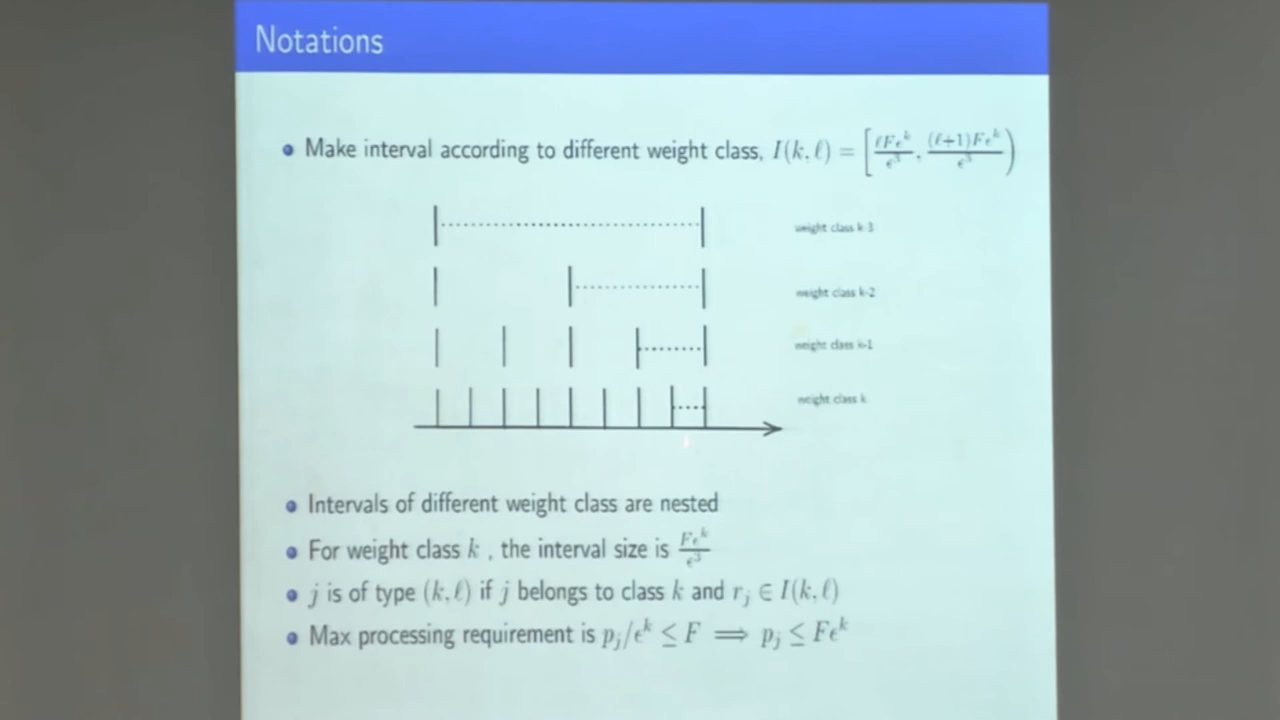 Notations
Make interval according to different weight class, I(k, ℓ) = [ℓFϵ^k/ϵ^3, (ℓ+1)Fϵ^k/ϵ^3)
weight class k-3
weight class k-2
weight class k-1
weight class k
Intervals of different weight class are nested
For weight class k , the interval size is Fϵ^k/ϵ^3
j is of type (k, ℓ) if j belongs to class k and r_j ∈ I(k, ℓ)
Max processing requirement is p_j/ϵ^k ≤ F ⟹ p_j ≤ Fϵ^k